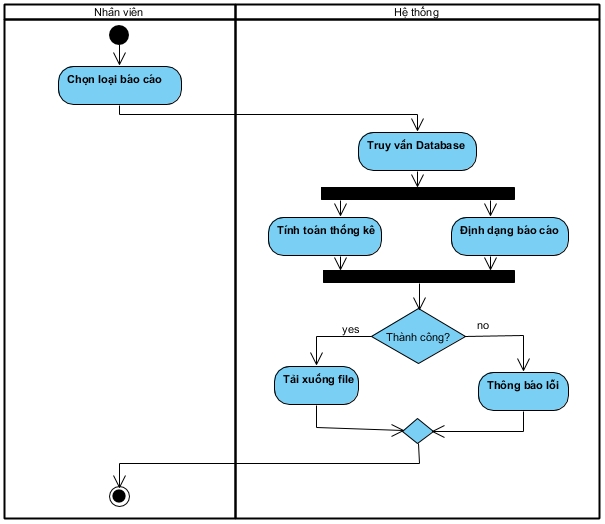 Nhân viên
Hệ thống
Chọn loại báo cáo
Truy vấn Database
Tính toán thống kê
Định dạng báo cáo
Thành công?
yes
no
Tải xuống file
Thông báo lỗi